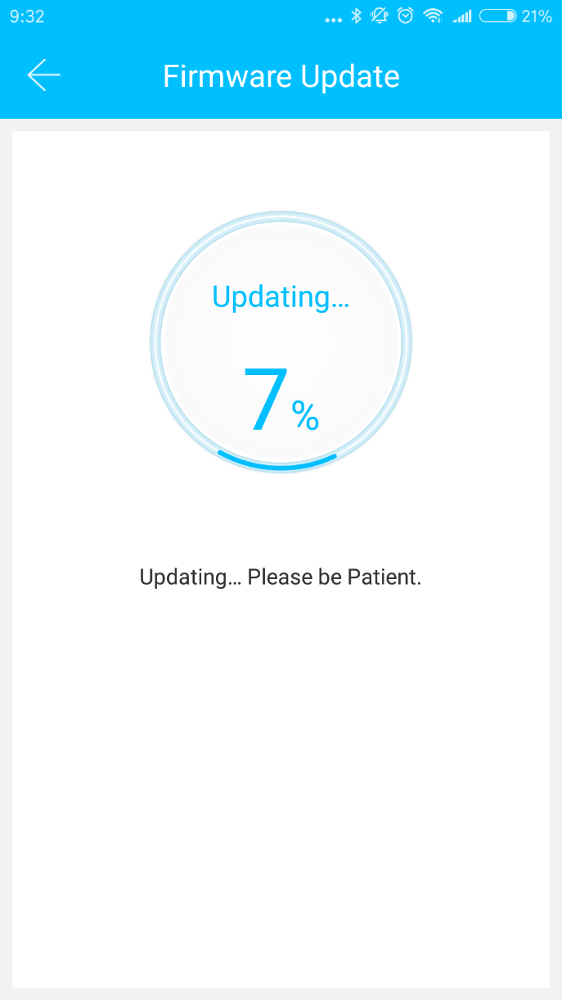 9:32 ... 21%
Firmware Update
Updating...
7%
Updating... Please be Patient.